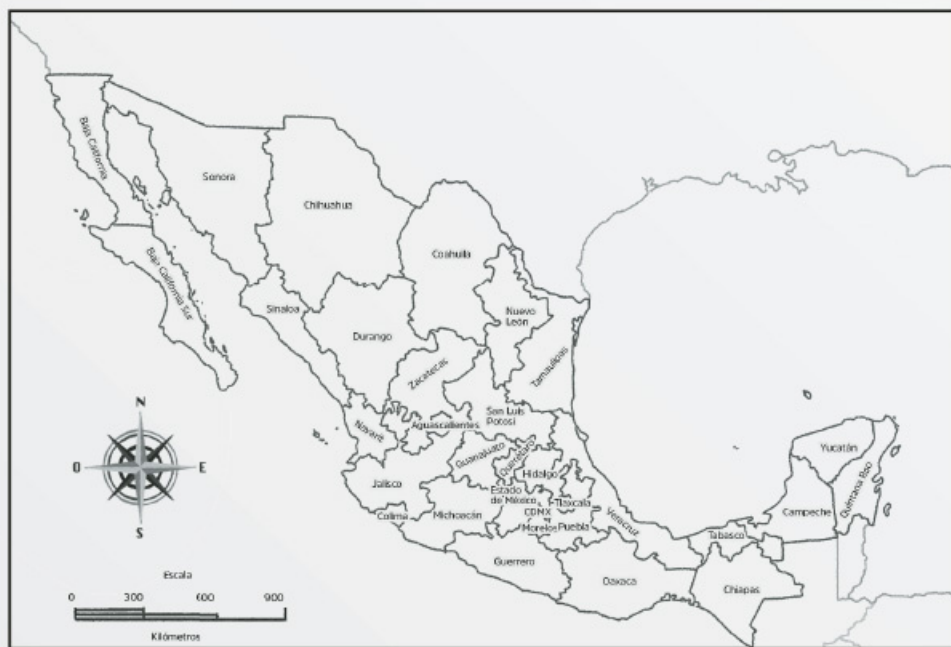 Baja California
Sonora
Chihuahua
Coahuila
Baja California Sur
Sinaloa
Nuevo
León
Durango
Tamaulipas
Zacatecas
San Luis
Potosí
Nayarit
Aguascalientes
Guanajuato
Querétaro
Hidalgo
Yucatán
Quintana Roo
Jalisco
Estado
de México
Tlaxcala
CDMX
Veracruz
Campeche
Colima
Michoacán
Morelos
Puebla
Tabasco
Guerrero
Oaxaca
Chiapas
N
O
E
S
Escala
0 300 600 900
Kilómetros